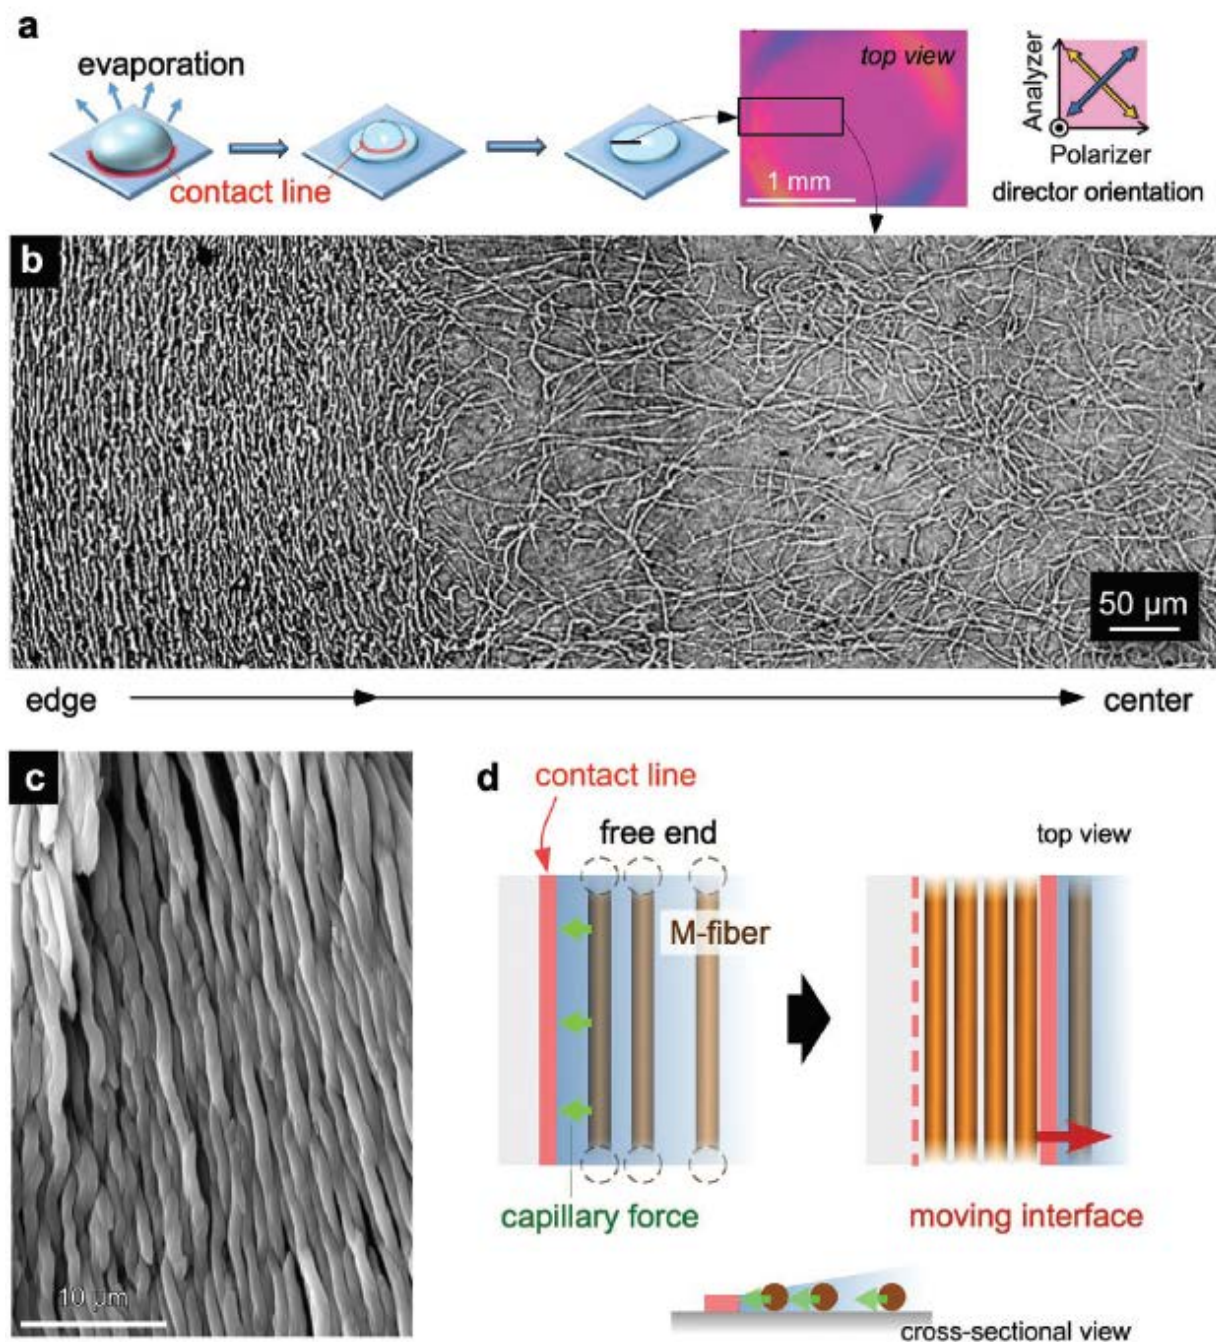 a
evaporation
contact line
top view
1 mm
Analyzer
Polarizer
director orientation
b
50 µm
edge
center
c
10 µm
d
contact line
free end
top view
M-fiber
capillary force
moving interface
cross-sectional view